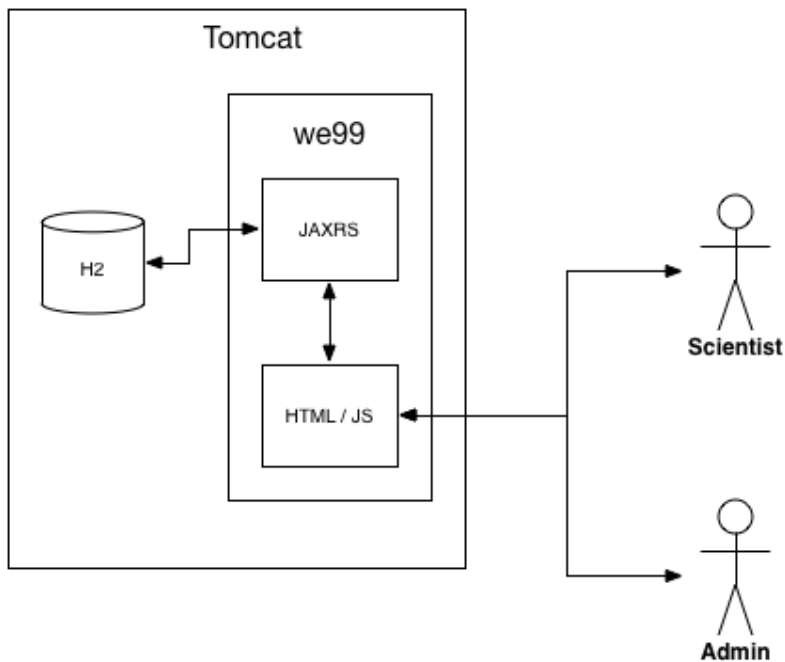 Tomcat
we99
JAXRS
H2
HTML / JS
Scientist
Admin